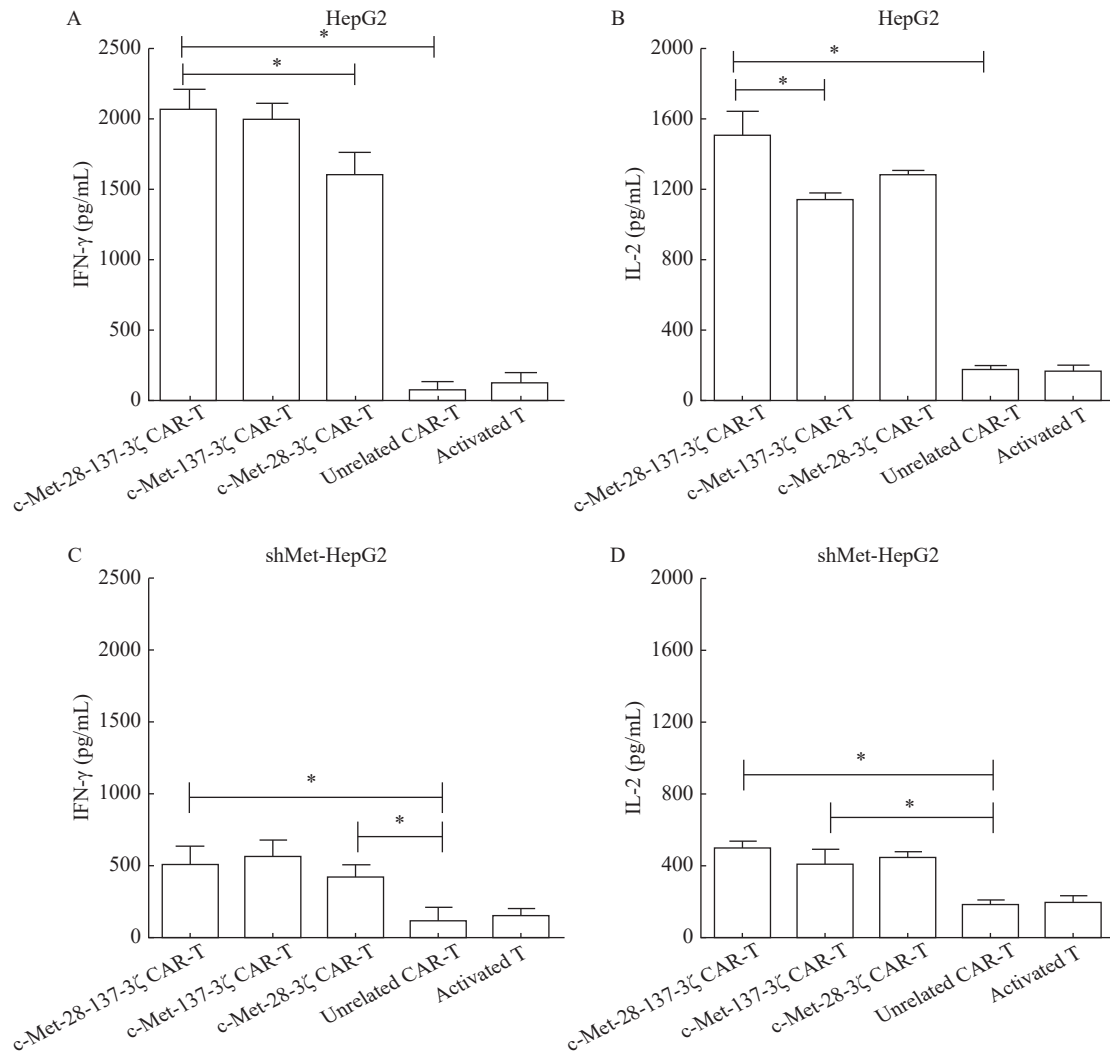 A
HepG2
2500
2000
1500
1000
500
0
IFN-γ (pg/mL)
*
*
c-Met-28-137-3ζ CAR-T
c-Met-137-3ζ CAR-T
c-Met-28-3ζ CAR-T
Unrelated CAR-T
Activated T
B
HepG2
2000
1600
1200
800
400
0
IL-2 (pg/mL)
*
*
c-Met-28-137-3ζ CAR-T
c-Met-137-3ζ CAR-T
c-Met-28-3ζ CAR-T
Unrelated CAR-T
Activated T
C
shMet-HepG2
2500
2000
1500
1000
500
0
IFN-γ (pg/mL)
*
*
c-Met-28-137-3ζ CAR-T
c-Met-137-3ζ CAR-T
c-Met-28-3ζ CAR-T
Unrelated CAR-T
Activated T
D
shMet-HepG2
2000
1600
1200
800
400
0
IL-2 (pg/mL)
*
*
c-Met-28-137-3ζ CAR-T
c-Met-137-3ζ CAR-T
c-Met-28-3ζ CAR-T
Unrelated CAR-T
Activated T